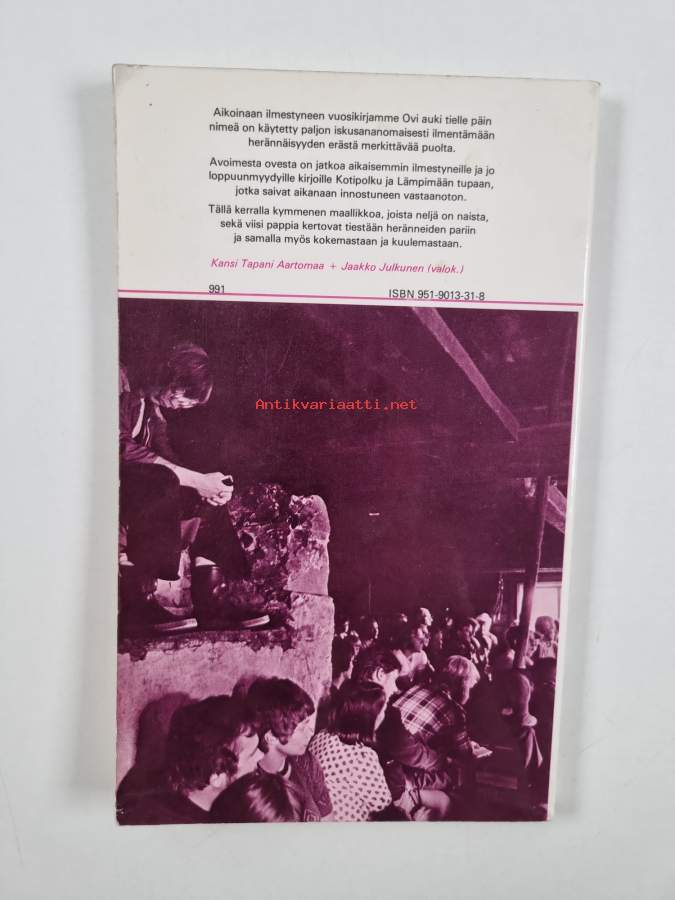 Aikoinaan ilmestyneen vuosikirjamme Ovi auki tielle päin
nimeä on käytetty paljon iskusananomaisesti ilmentämään
herännäisyyden erästä merkittävää puolta.
Avoimesta ovesta on jatkoa aikaisemmin ilmestyneille ja jo
loppuunmyydyille kirjoille Kotipolku ja Lämpimään tupaan,
jotka saivat aikanaan innostuneen vastaanoton.
Tällä kerralla kymmenen maallikkoa, joista neljä on naista,
sekä viisi pappia kertovat tiestään heränneiden pariin
ja samalla myös kokemastaan ja kuulemastaan.
Kansi Tapani Aartomaa + Jaakko Julkunen (valok.)
991 ISBN 951-9013-31-8
Antikvariaatti.net